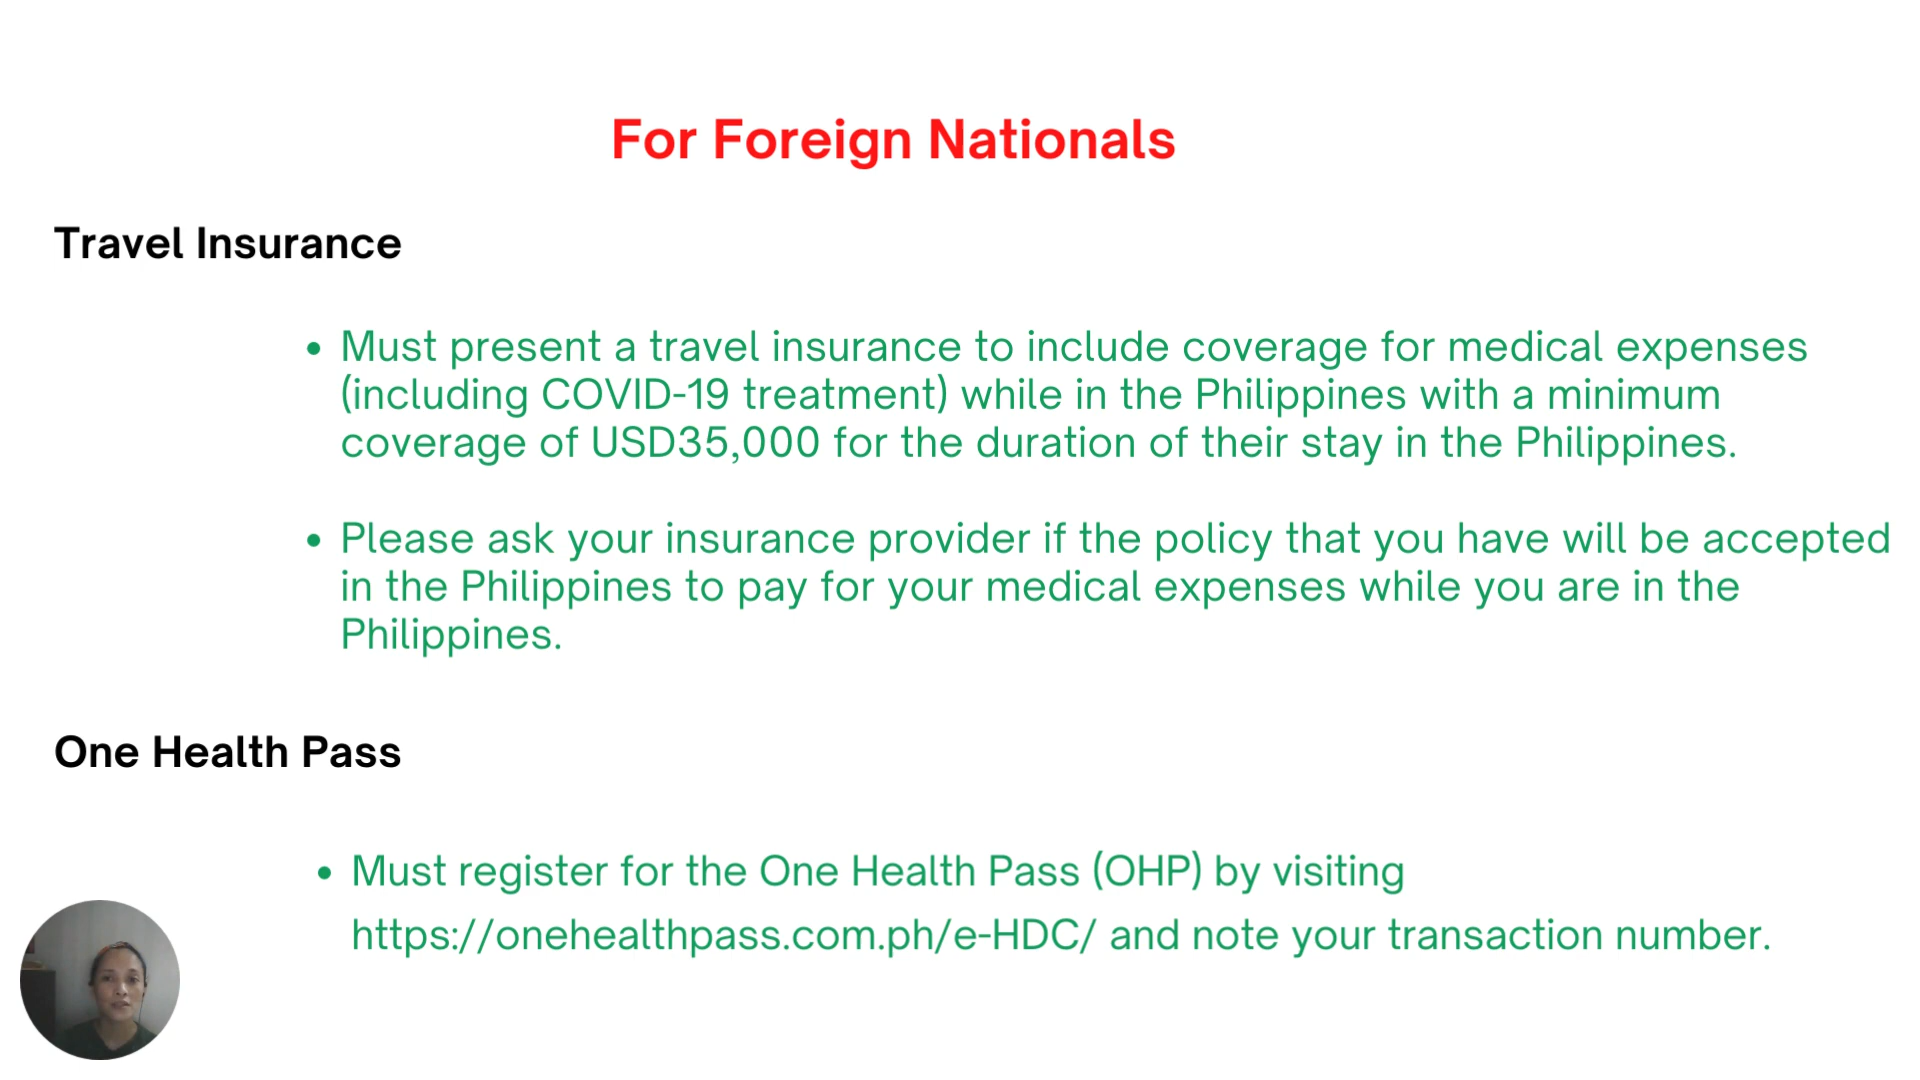 For Foreign Nationals
Travel Insurance
• Must present a travel insurance to include coverage for medical expenses
(including COVID-19 treatment) while in the Philippines with a minimum
coverage of USD35,000 for the duration of their stay in the Philippines.
• Please ask your insurance provider if the policy that you have will be accepted
in the Philippines to pay for your medical expenses while you are in the
Philippines.
One Health Pass
• Must register for the One Health Pass (OHP) by visiting
https://onehealthpass.com.ph/e-HDC/ and note your transaction number.